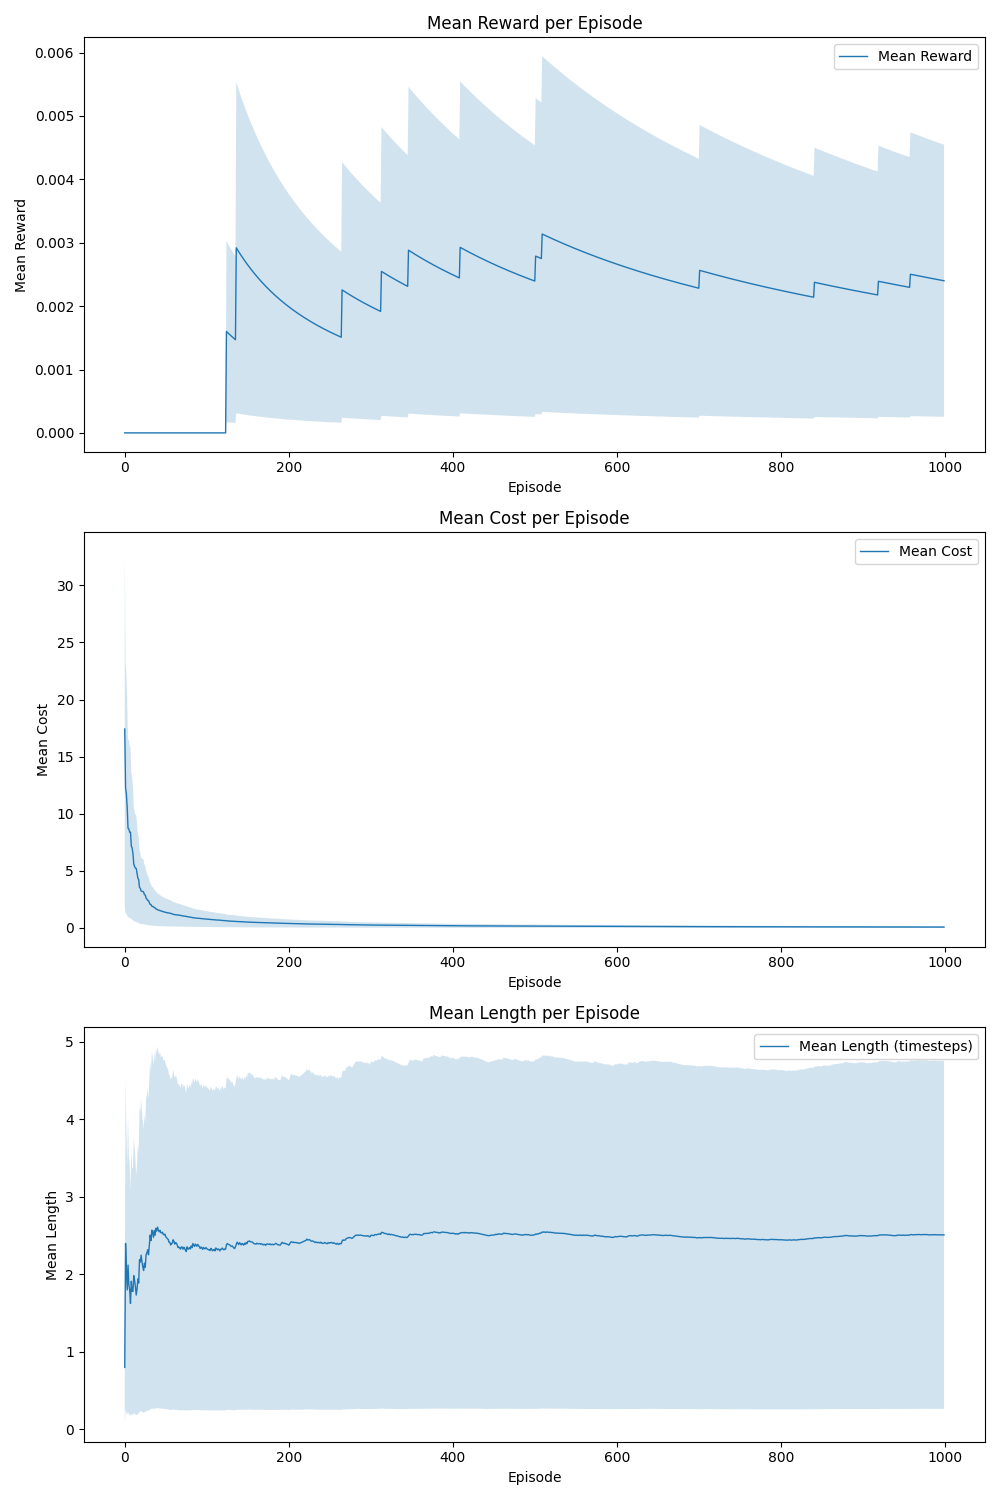 Mean Reward per Episode
Mean Reward
0.006
0.005
0.004
0.003
0.002
0.001
0.000
Mean Reward
0 200 400 600 800 1000
Episode
Mean Cost per Episode
Mean Cost
30
25
20
15
10
5
0
Mean Cost
0 200 400 600 800 1000
Episode
Mean Length per Episode
Mean Length (timesteps)
5
4
3
2
1
0
Mean Length
0 200 400 600 800 1000
Episode